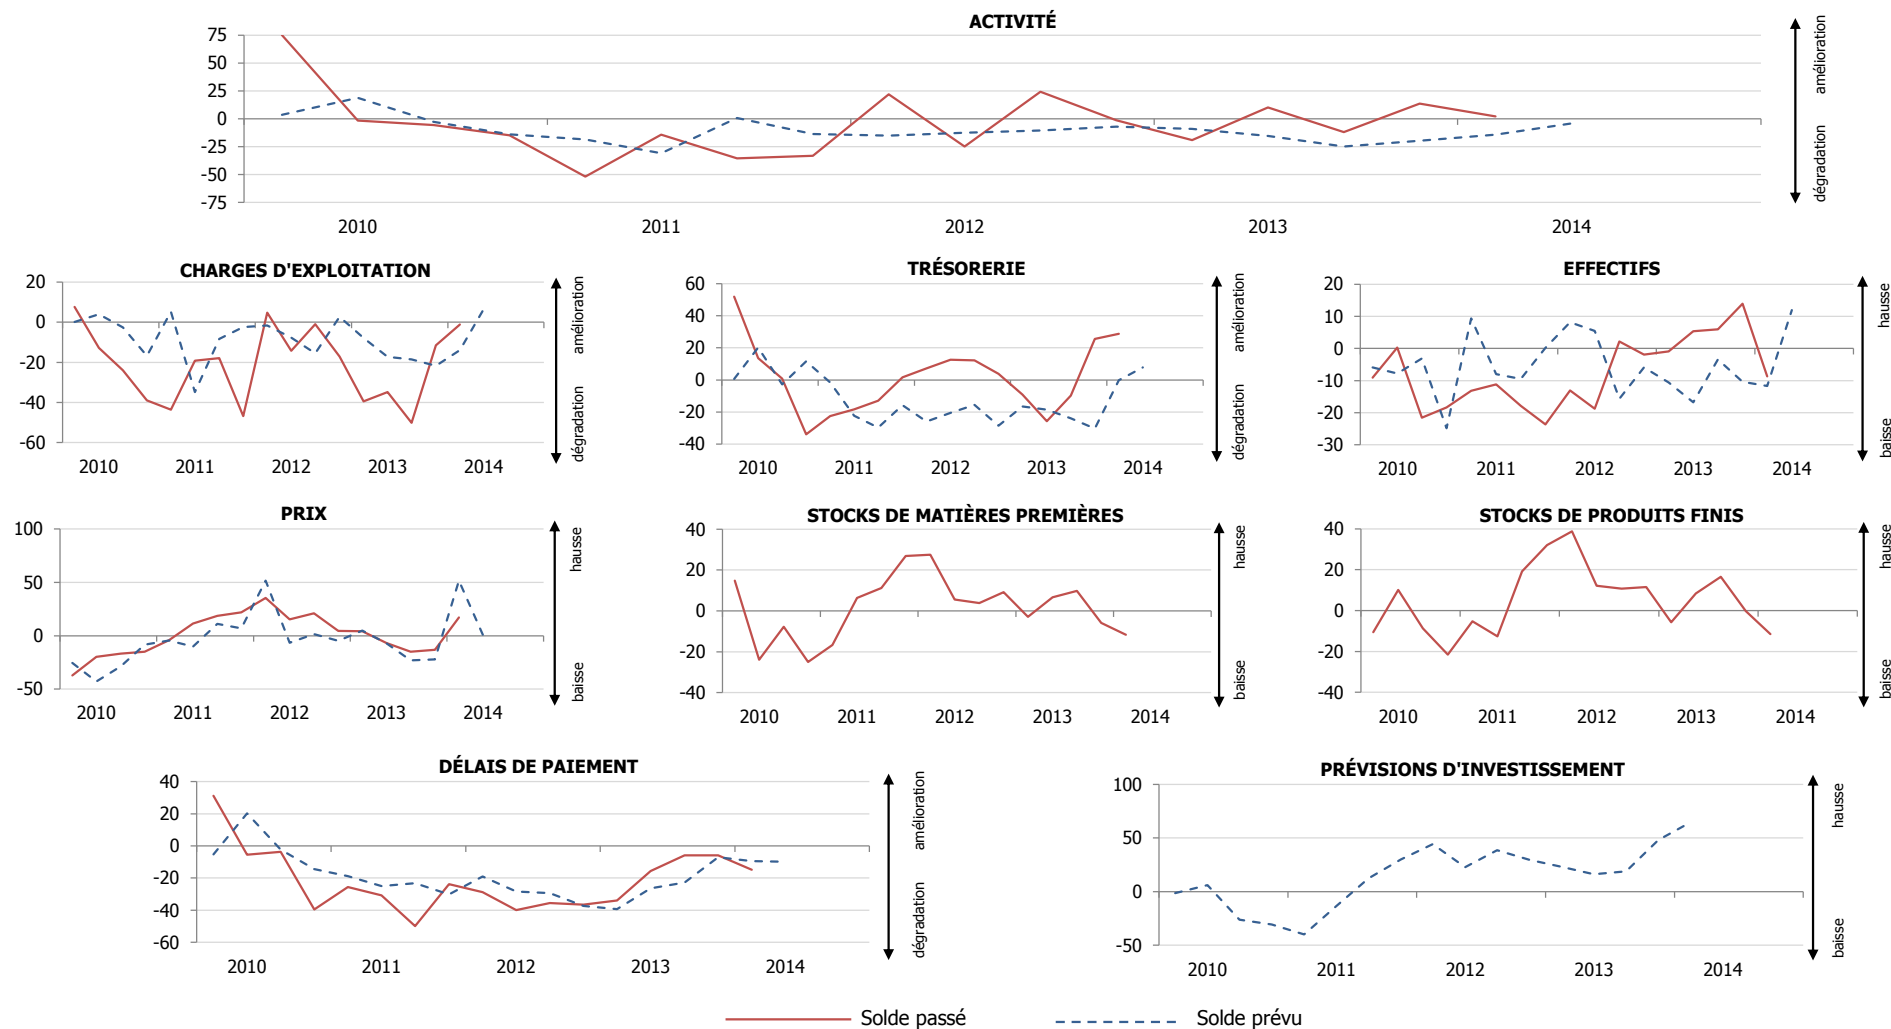 ACTIVITÉ
75
50
25
0
-25
-50
-75
2010 2011 2012 2013 2014
amélioration
dégradation
CHARGES D'EXPLOITATION
20
0
-20
-40
-60
2010 2011 2012 2013 2014
amélioration
dégradation
TRÉSORERIE
60
40
20
0
-20
-40
2010 2011 2012 2013 2014
amélioration
dégradation
EFFECTIFS
20
10
0
-10
-20
-30
2010 2011 2012 2013 2014
hausse
baisse
PRIX
100
50
0
-50
2010 2011 2012 2013 2014
hausse
baisse
STOCKS DE MATIÈRES PREMIÈRES
40
20
0
-20
-40
2010 2011 2012 2013 2014
hausse
baisse
STOCKS DE PRODUITS FINIS
40
20
0
-20
-40
2010 2011 2012 2013 2014
hausse
baisse
DÉLAIS DE PAIEMENT
40
20
0
-20
-40
-60
2010 2011 2012 2013 2014
amélioration
dégradation
PRÉVISIONS D'INVESTISSEMENT
100
50
0
-50
2010 2011 2012 2013 2014
hausse
baisse
Solde passé Solde prévu